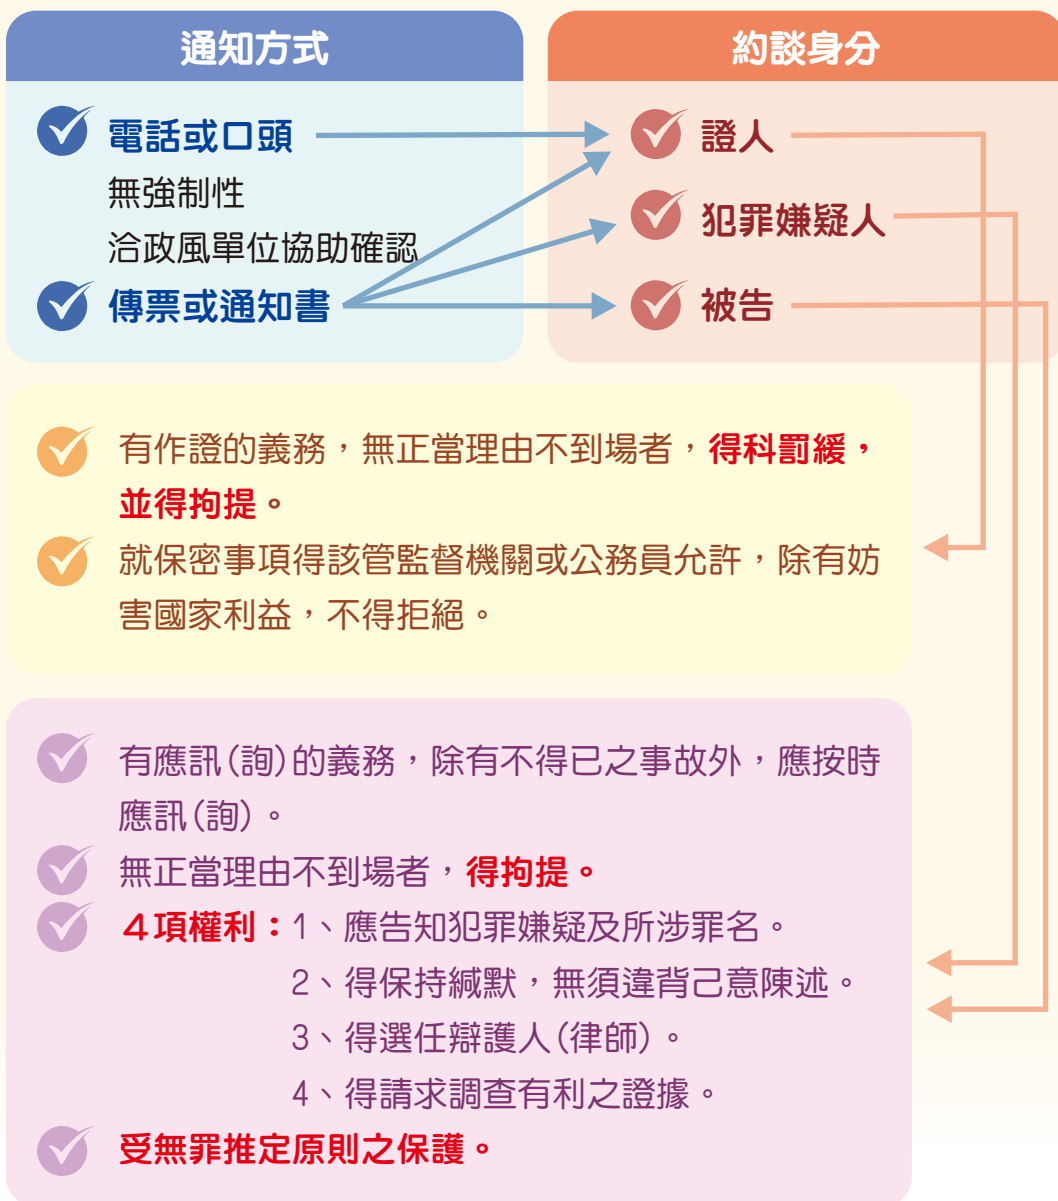 通知方式
約談身分
電話或口頭
無強制性
洽政風單位協助確認
傳票或通知書
證人
犯罪嫌疑人
被告
有作證的義務，無正當理由不到場者，得科罰緩，
並得拘提。
就保密事項得該管監督機關或公務員允許，除有妨
害國家利益，不得拒絕。
有應訊(詢)的義務，除有不得已之事故外，應按時
應訊(詢)。
無正當理由不到場者，得拘提。
４項權利：1、應告知犯罪嫌疑及所涉罪名。
2、得保持緘默，無須違背己意陳述。
3、得選任辯護人(律師)。
4、得請求調查有利之證據。
受無罪推定原則之保護。